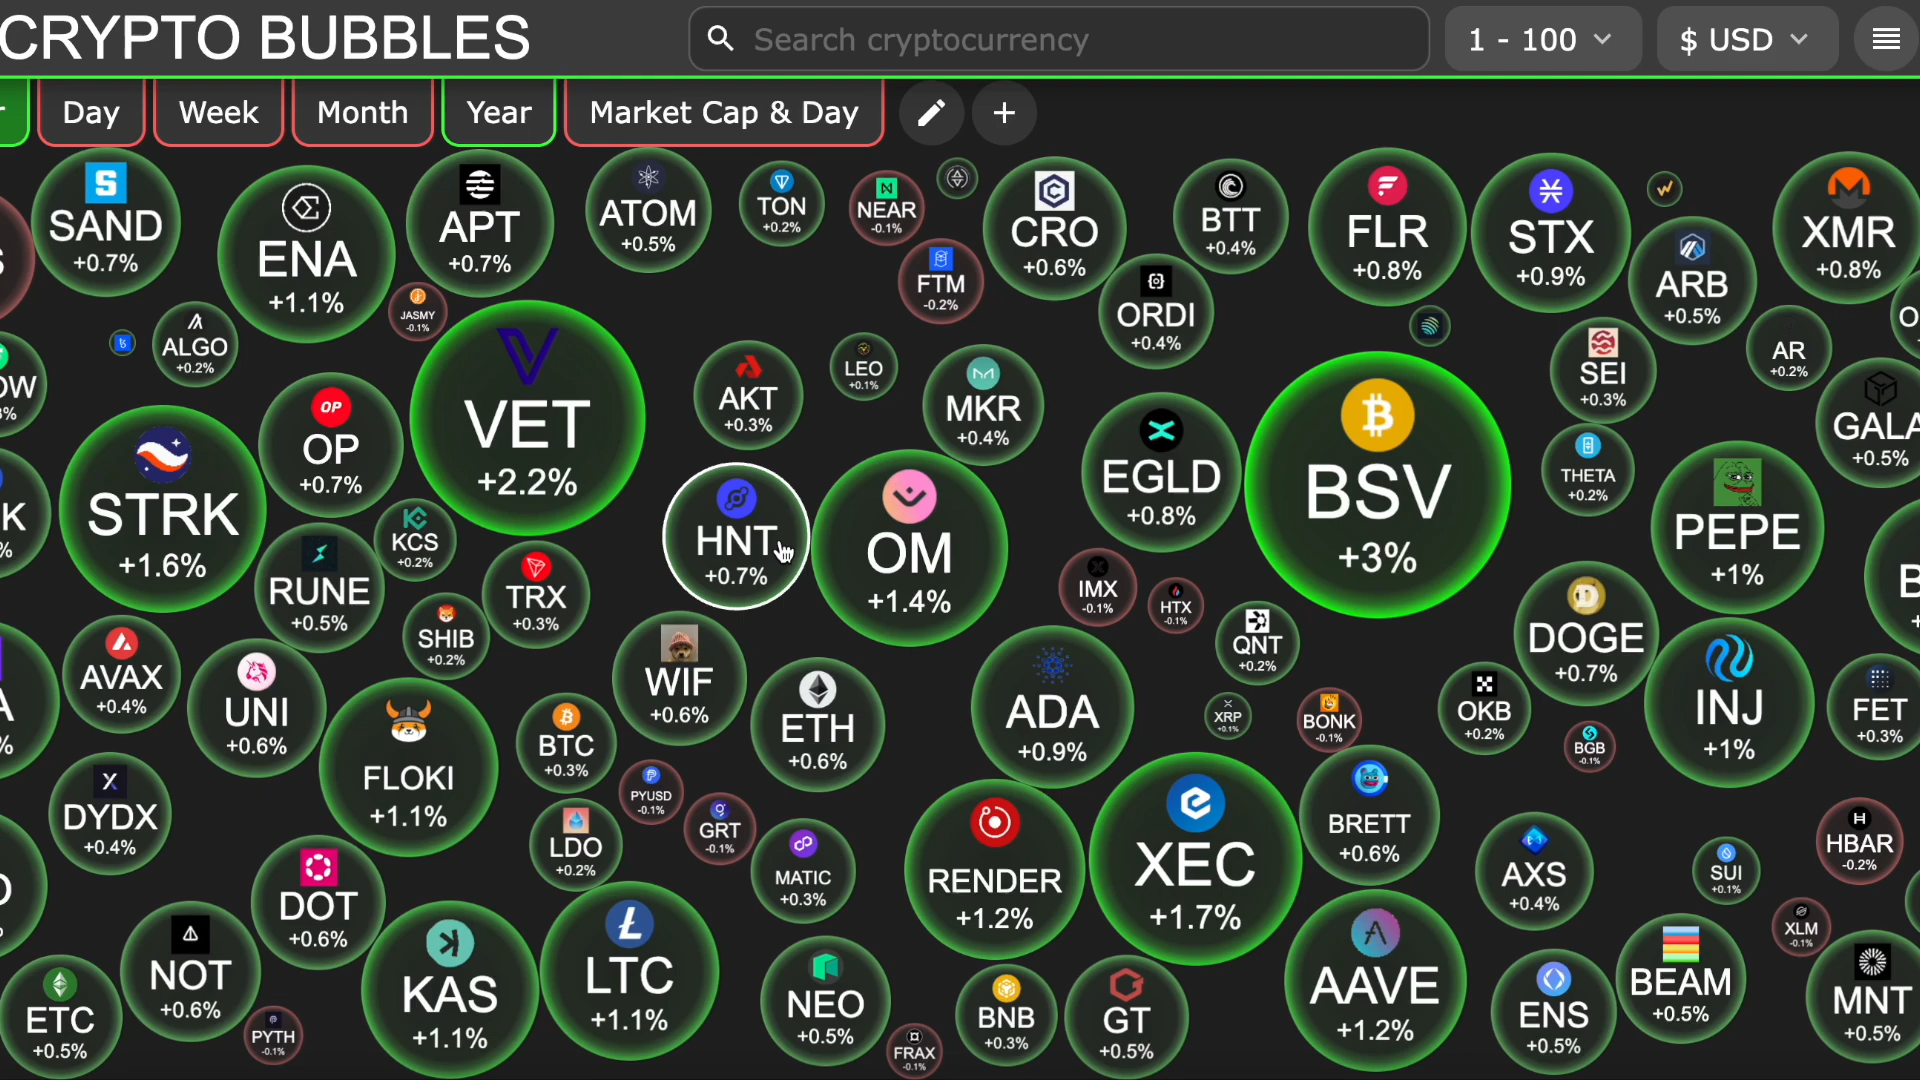 CRYPTO BUBBLES
Search cryptocurrency
1 - 100
$ USD
Day
Week
Month
Year
Market Cap & Day
SAND
+0.7%
ENA
+1.1%
APT
+0.7%
ATOM
+0.5%
TON
+0.2%
NEAR
-0.1%
CRO
+0.6%
BTT
+0.4%
FLR
+0.8%
STX
+0.9%
XMR
+0.8%
FTM
-0.2%
ORDI
+0.4%
ARB
+0.5%
JASMY
-0.1%
ALGO
+0.2%
VET
+2.2%
AKT
+0.3%
LEO
+0.1%
MKR
+0.4%
SEI
+0.3%
AR
+0.2%
GALA
+0.5%
OP
+0.7%
STRK
+1.6%
EGLD
+0.8%
BSV
+3%
THETA
+0.2%
PEPE
+1%
KCS
+0.2%
HNT
+0.7%
OM
+1.4%
RUNE
+0.5%
TRX
+0.3%
IMX
-0.1%
HTX
-0.1%
SHIB
+0.2%
QNT
+0.2%
DOGE
+0.7%
AVAX
+0.4%
UNI
+0.6%
WIF
+0.6%
ETH
+0.6%
ADA
+0.9%
XRP
+0.1%
BONK
-0.1%
OKB
+0.2%
INJ
+1%
FET
+0.3%
BGB
-0.1%
FLOKI
+1.1%
BTC
+0.3%
PYUSD
-0.1%
DYDX
+0.4%
LDO
+0.2%
GRT
-0.1%
MATIC
+0.3%
RENDER
+1.2%
XEC
+1.7%
BRETT
+0.6%
AXS
+0.4%
SUI
+0.1%
HBAR
-0.2%
DOT
+0.6%
NOT
+0.6%
KAS
+1.1%
LTC
+1.1%
NEO
+0.5%
BNB
+0.3%
GT
+0.5%
AAVE
+1.2%
XLM
-0.1%
ENS
+0.5%
BEAM
+0.5%
MNT
+0.5%
ETC
+0.5%
PYTH
-0.1%
FRAX
-0.1%